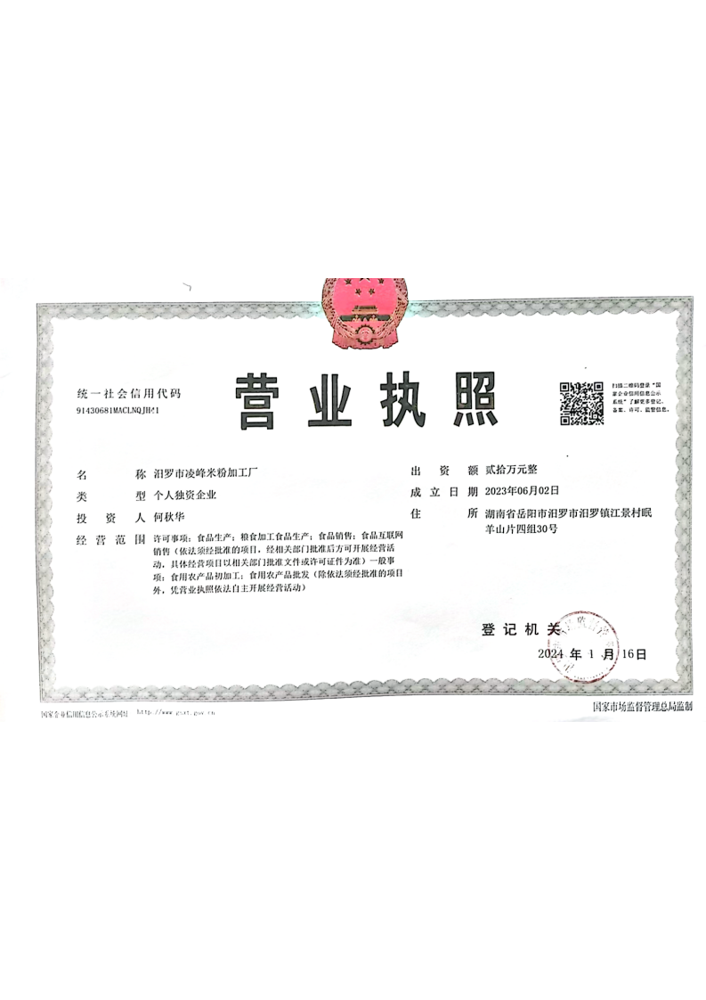 营业执照
统一社会信用代码
扫描二维码登录“国
家企业信用信息公示
系统”了解更多登记、
备案、许可、监管信息。
名称 汨罗市凌峰米粉加工厂
类型 个人独资企业
投资人 何秋华
经营范围 许可事项：食品生产；粮食加工食品生产；食品销售；食品互联网
销售（依法须经批准的项目，经相关部门批准后方可开展经营活
动，具体经营项目以相关部门批准文件或许可证件为准）一般事
项：食用农产品初加工；食用农产品批发（除依法须经批准的项目
外，凭营业执照依法自主开展经营活动）
出资额 贰拾万元整
成立日期 2023年06月02日
住所 湖南省岳阳市汨罗市汨罗镇江景村眠
羊山片四组30号
登记机关
2024年1月16日
国家企业信用信息公示系统网址 http://www.gsxt.gov.cn
国家市场监督管理总局监制